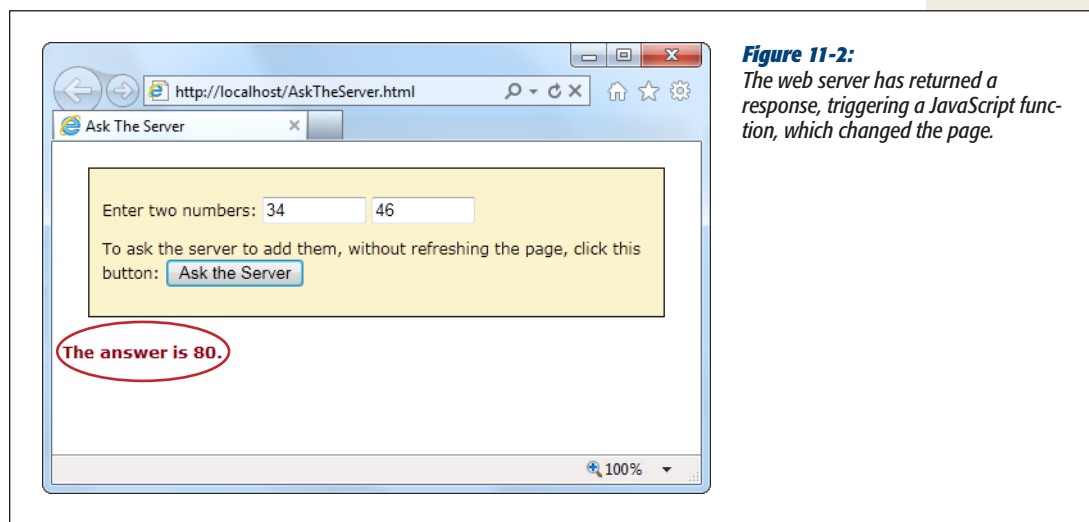 http://localhost/AskTheServer.html
Ask The Server
Enter two numbers: 34 46
To ask the server to add them, without refreshing the page, click this
button: Ask the Server
The answer is 80.
100%
Figure 11-2:
The web server has returned a
response, triggering a JavaScript func-
tion, which changed the page.